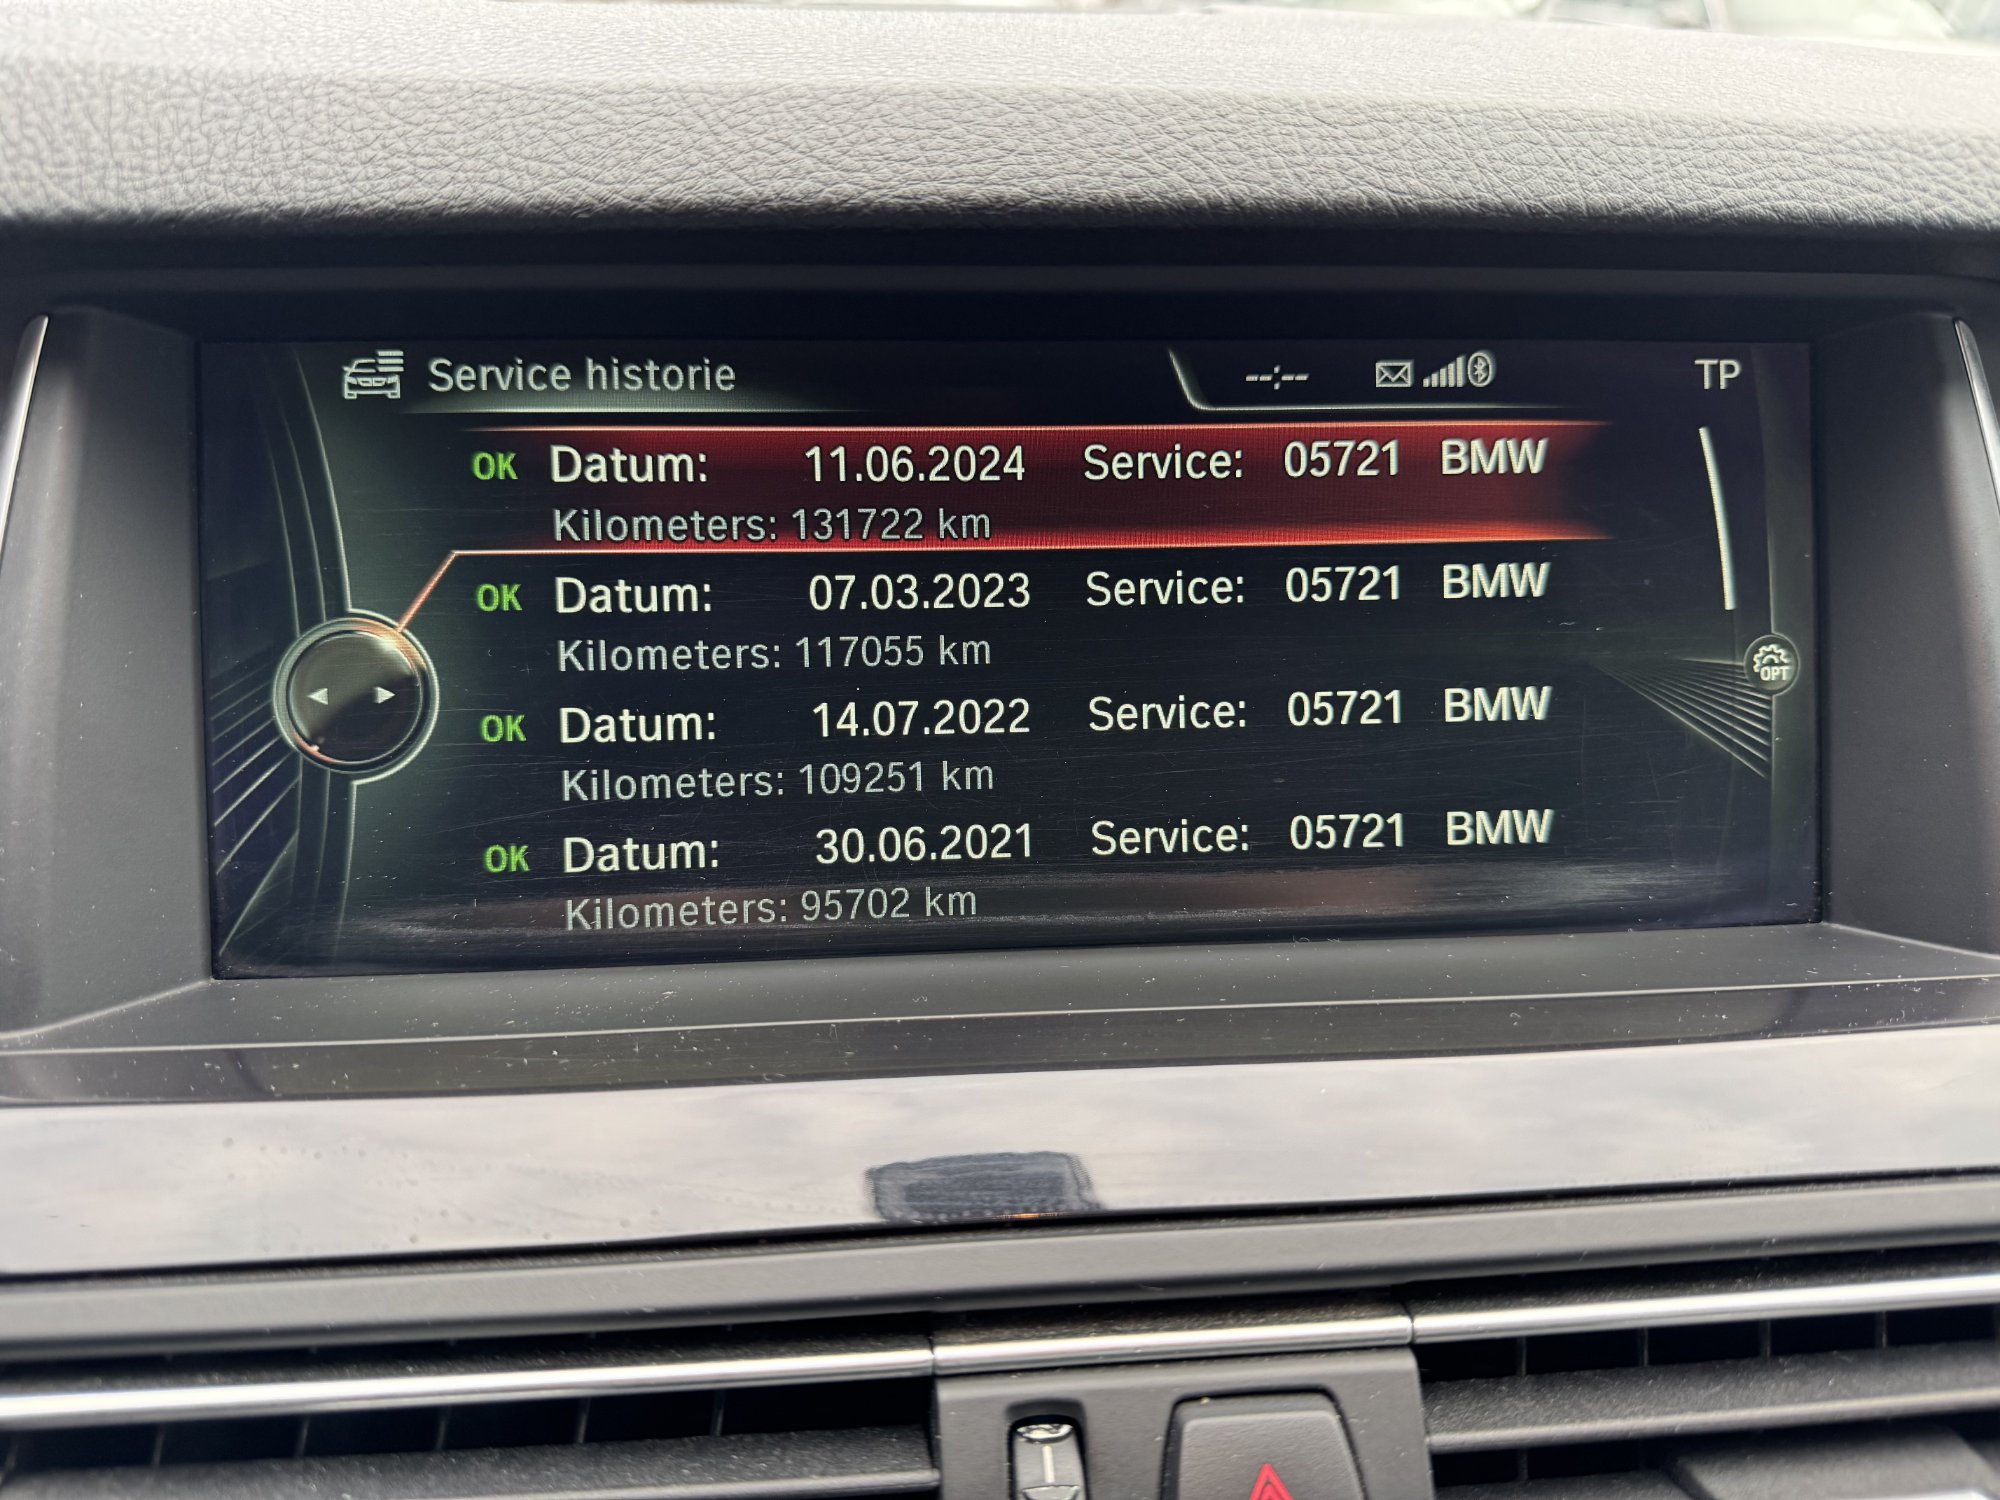 Service historie --:-- TP
OK Datum: 11.06.2024 Service: 05721 BMW
Kilometers: 131722 km
OK Datum: 07.03.2023 Service: 05721 BMW
Kilometers: 117055 km
OPT
OK Datum: 14.07.2022 Service: 05721 BMW
Kilometers: 109251 km
OK Datum: 30.06.2021 Service: 05721 BMW
Kilometers: 95702 km